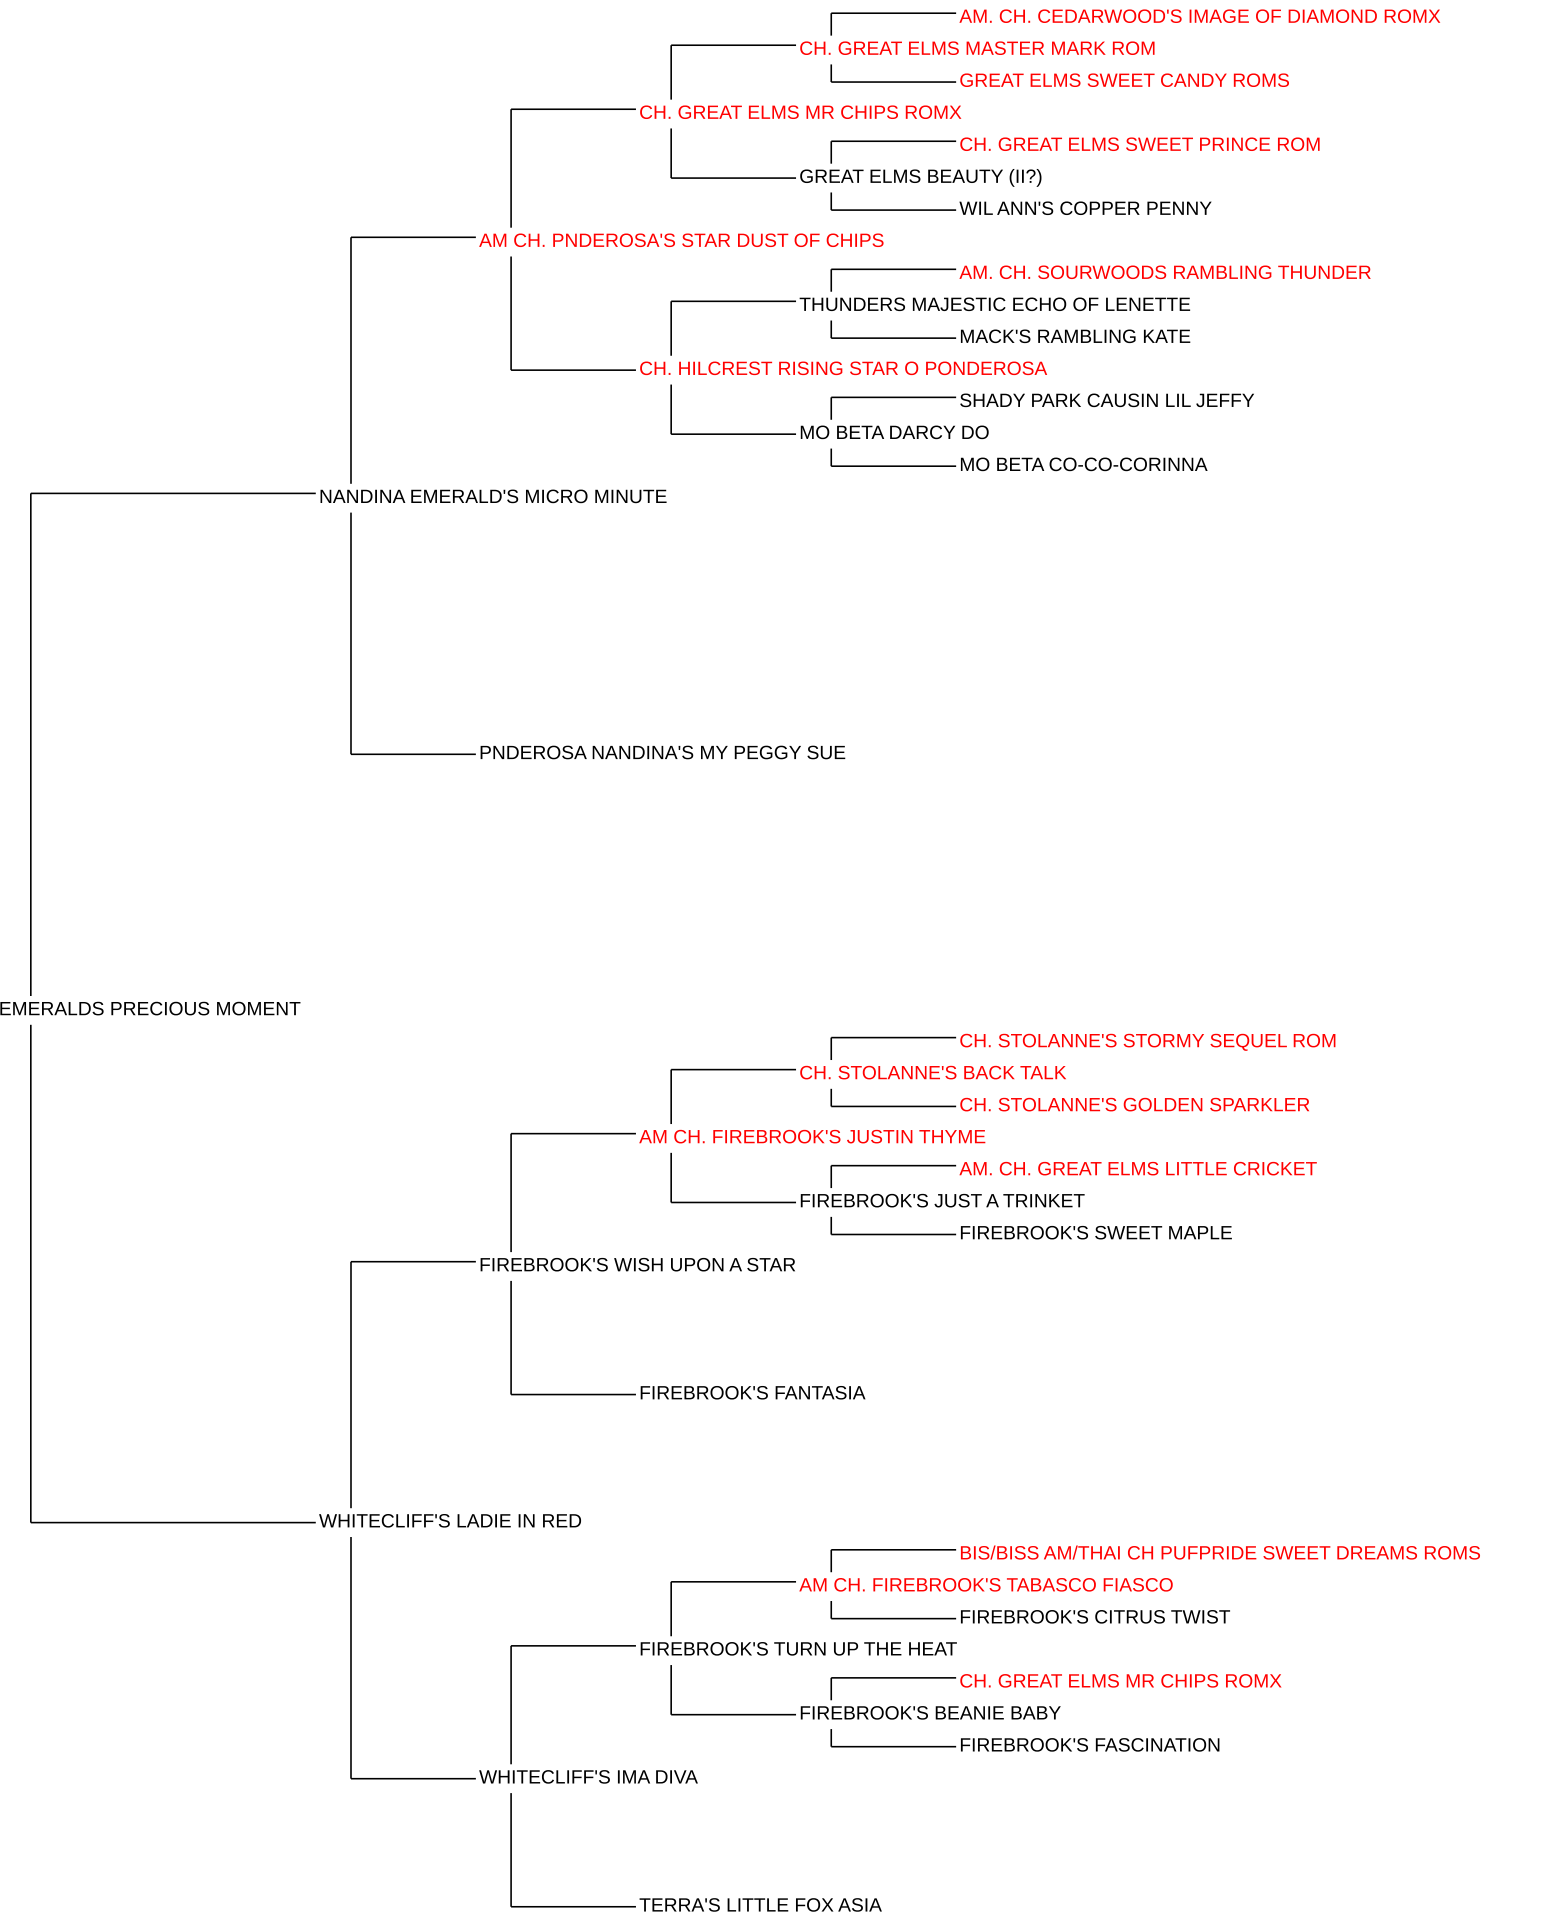 AM. CH. CEDARWOOD'S IMAGE OF DIAMOND ROMX
CH. GREAT ELMS MASTER MARK ROM
GREAT ELMS SWEET CANDY ROMS
CH. GREAT ELMS MR CHIPS ROMX
CH. GREAT ELMS SWEET PRINCE ROM
GREAT ELMS BEAUTY (II?)
WIL ANN'S COPPER PENNY
AM CH. PNDEROSA'S STAR DUST OF CHIPS
AM. CH. SOURWOODS RAMBLING THUNDER
THUNDERS MAJESTIC ECHO OF LENETTE
MACK'S RAMBLING KATE
CH. HILCREST RISING STAR O PONDEROSA
SHADY PARK CAUSIN LIL JEFFY
MO BETA DARCY DO
MO BETA CO-CO-CORINNA
NANDINA EMERALD'S MICRO MINUTE
PNDEROSA NANDINA'S MY PEGGY SUE
EMERALDS PRECIOUS MOMENT
CH. STOLANNE'S STORMY SEQUEL ROM
CH. STOLANNE'S BACK TALK
CH. STOLANNE'S GOLDEN SPARKLER
AM CH. FIREBROOK'S JUSTIN THYME
AM. CH. GREAT ELMS LITTLE CRICKET
FIREBROOK'S JUST A TRINKET
FIREBROOK'S SWEET MAPLE
FIREBROOK'S WISH UPON A STAR
FIREBROOK'S FANTASIA
WHITECLIFF'S LADIE IN RED
BIS/BISS AM/THAI CH PUFPRIDE SWEET DREAMS ROMS
AM CH. FIREBROOK'S TABASCO FIASCO
FIREBROOK'S CITRUS TWIST
FIREBROOK'S TURN UP THE HEAT
CH. GREAT ELMS MR CHIPS ROMX
FIREBROOK'S BEANIE BABY
FIREBROOK'S FASCINATION
WHITECLIFF'S IMA DIVA
TERRA'S LITTLE FOX ASIA